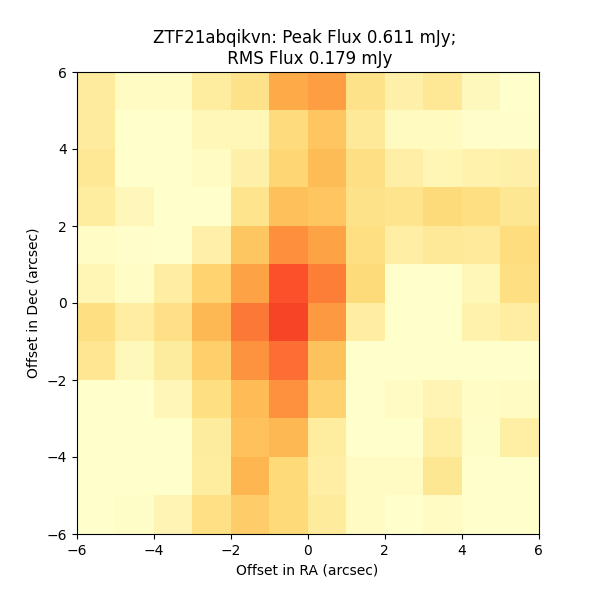 ZTF21abqikvn: Peak Flux 0.611 mJy;
RMS Flux 0.179 mJy
6
4
2
0
−2
−4
−6
Offset in Dec (arcsec)
−6 −4 −2 0 2 4 6
Offset in RA (arcsec)